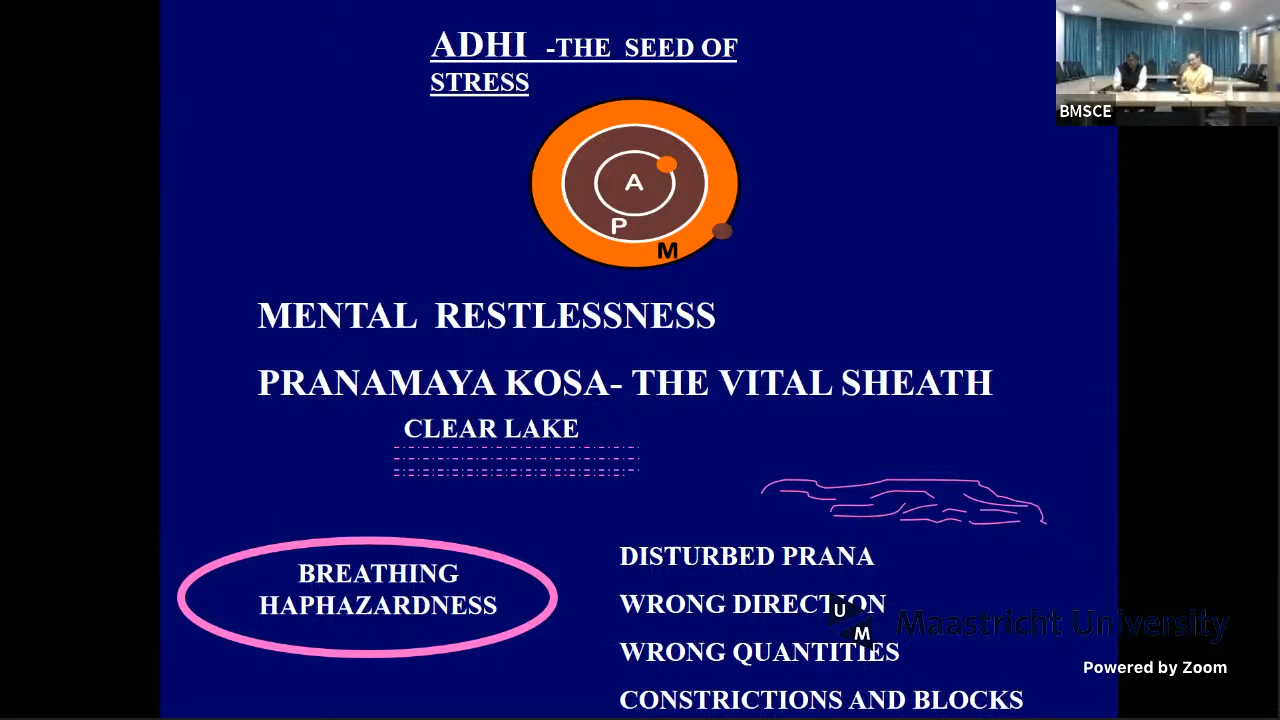 ADHI -THE SEED OF
STRESS
BMSCE
A
P
M
MENTAL RESTLESSNESS
PRANAMAYA KOSA- THE VITAL SHEATH
CLEAR LAKE
BREATHING
HAPHAZARDNESS
DISTURBED PRANA
WRONG DIRECTION
WRONG QUANTITIES
CONSTRICTIONS AND BLOCKS
U
M
Maastricht University
Powered by Zoom